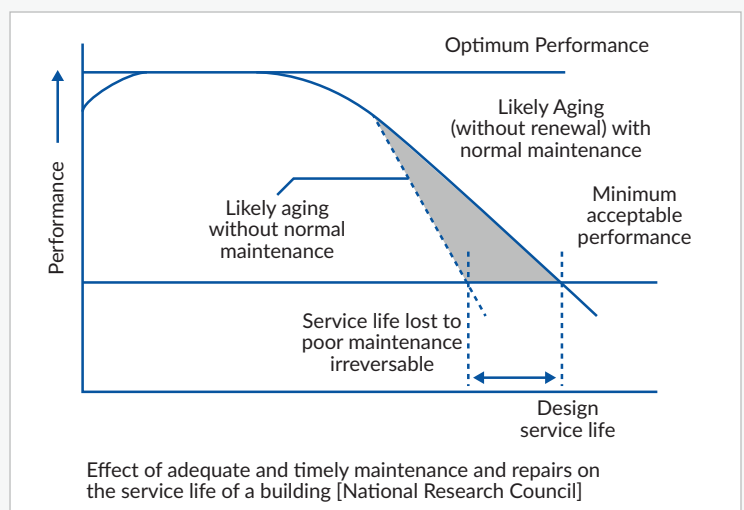 Optimum Performance
Likely Aging
(without renewal) with
normal maintenance
Performance
Likely aging
without normal
maintenance
Minimum
acceptable
performance
Service life lost to
poor maintenance
irreversable
Design
service life
Effect of adequate and timely maintenance and repairs on
the service life of a building [National Research Council]